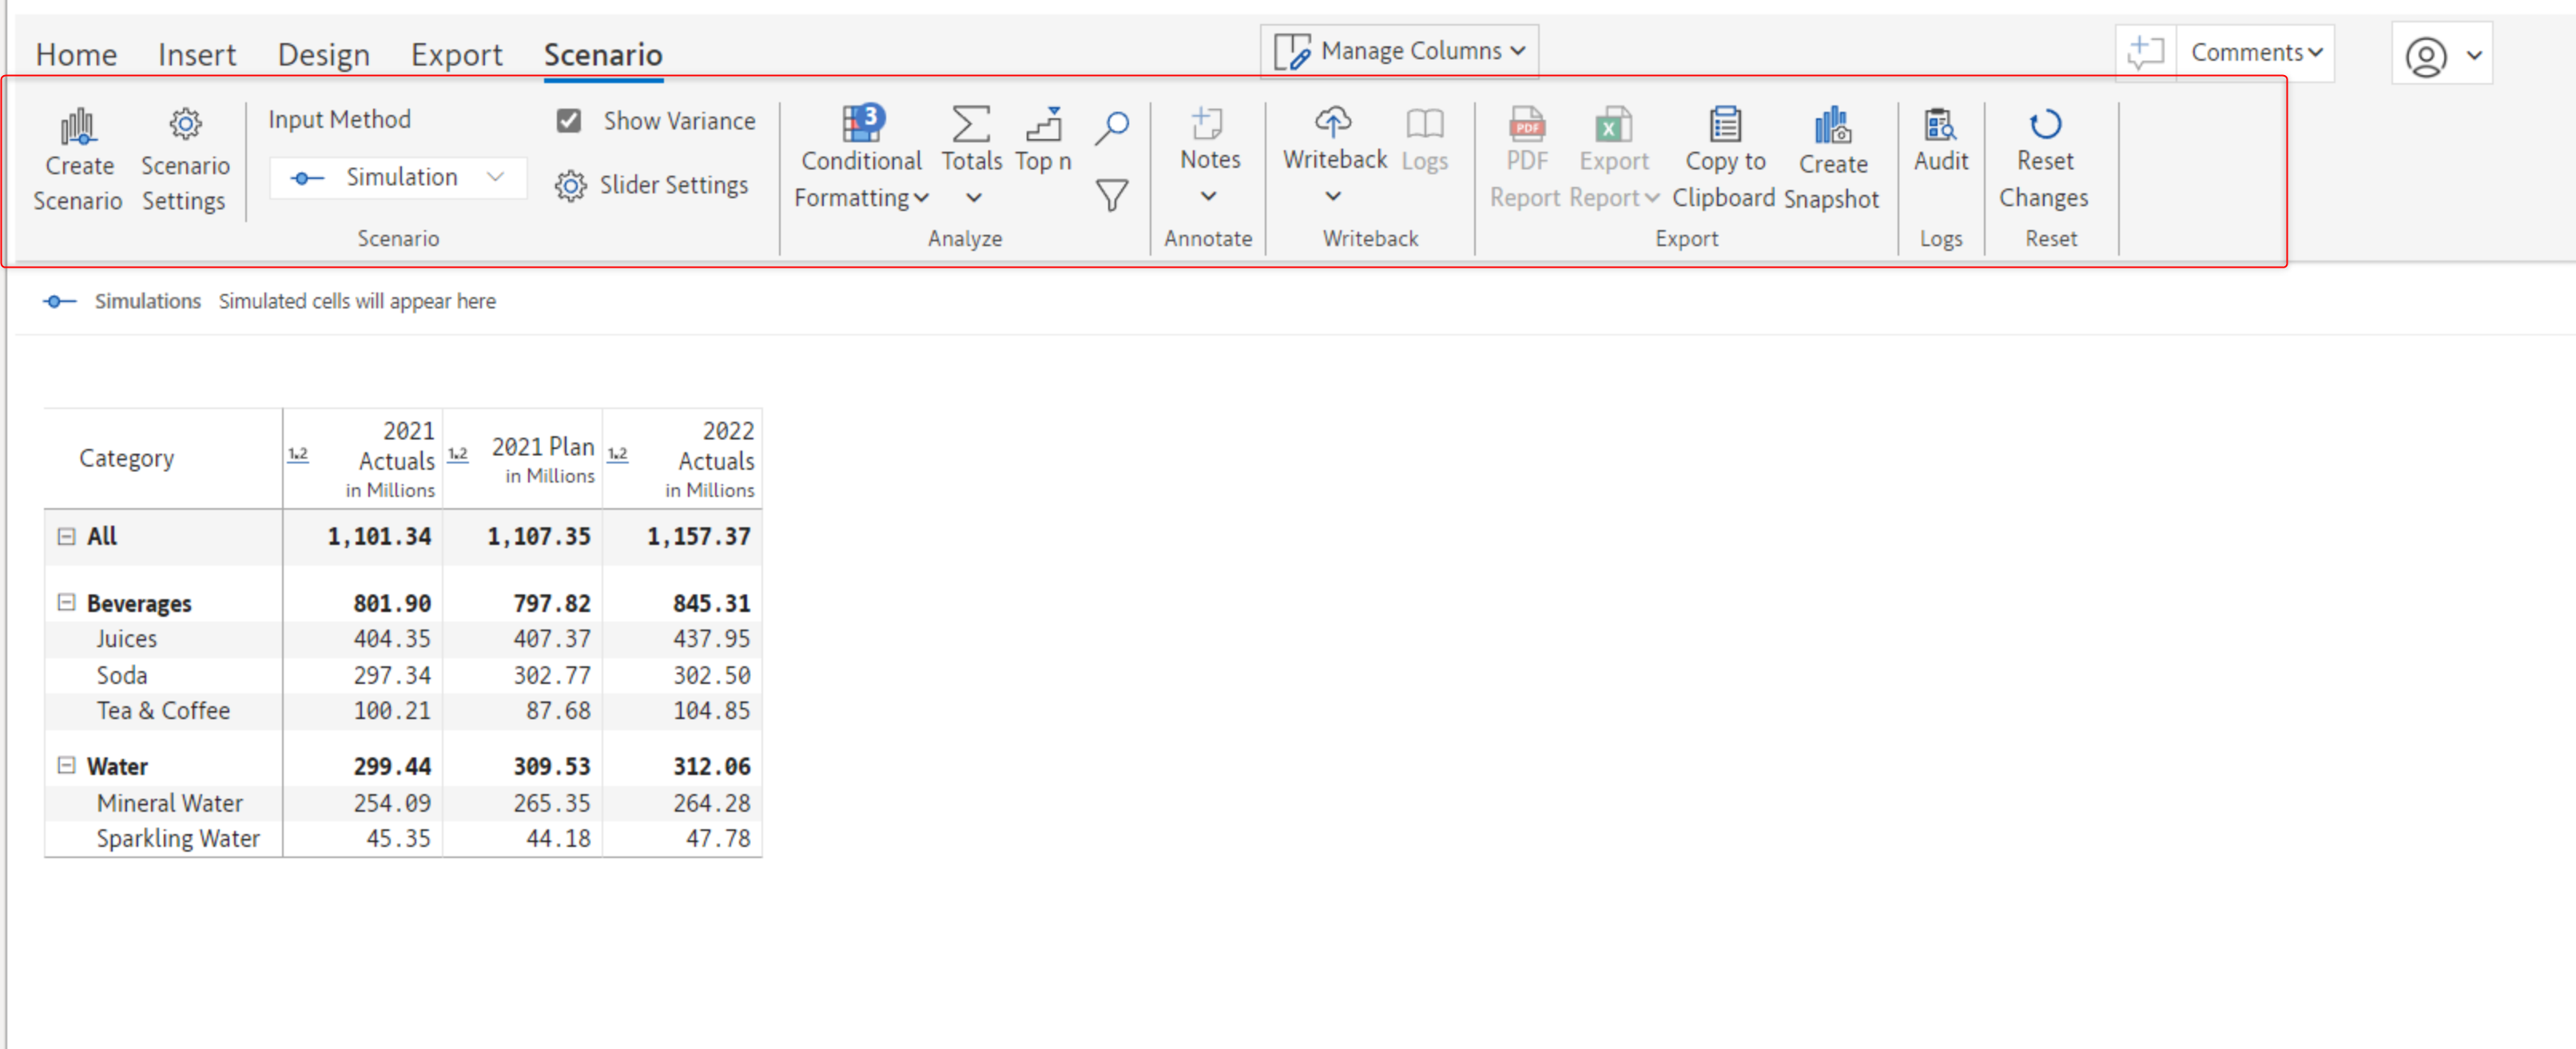 Home Insert Design Export Scenario Manage Columns Comments
Create Scenario
Scenario Settings
Input Method
Simulation
Show Variance
Slider Settings
Scenario
3
Conditional Formatting
Totals
Top n
Analyze
Notes
Annotate
Writeback
Logs
Writeback
PDF
PDF Report
X
Export Report
Copy to Clipboard
Create Snapshot
Export
Audit
Logs
Reset Changes
Reset
Simulations Simulated cells will appear here
Category
1.2 2021 Actuals in Millions
1.2 2021 Plan in Millions
1.2 2022 Actuals in Millions
All 1,101.34 1,107.35 1,157.37
Beverages 801.90 797.82 845.31
Juices 404.35 407.37 437.95
Soda 297.34 302.77 302.50
Tea & Coffee 100.21 87.68 104.85
Water 299.44 309.53 312.06
Mineral Water 254.09 265.35 264.28
Sparkling Water 45.35 44.18 47.78